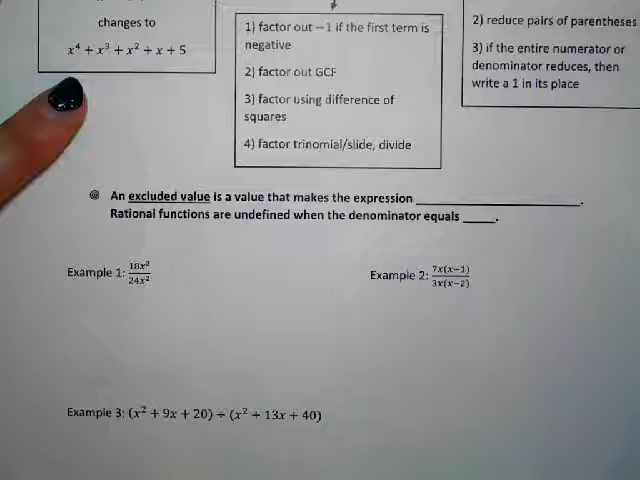 changes to
x⁴ + x³ + x² + x + 5
1) factor out −1 if the first term is
negative
2) factor out GCF
3) factor using difference of
squares
4) factor trinomial/slide, divide
2) reduce pairs of parentheses
3) if the entire numerator or
denominator reduces, then
write a 1 in its place
An excluded value is a value that makes the expression ____________________.
Rational functions are undefined when the denominator equals _____.
Example 1: 18x²/24x²
Example 2: 7x(x−1)/3x(x−2)
Example 3: (x² + 9x + 20) ÷ (x² + 13x + 40)